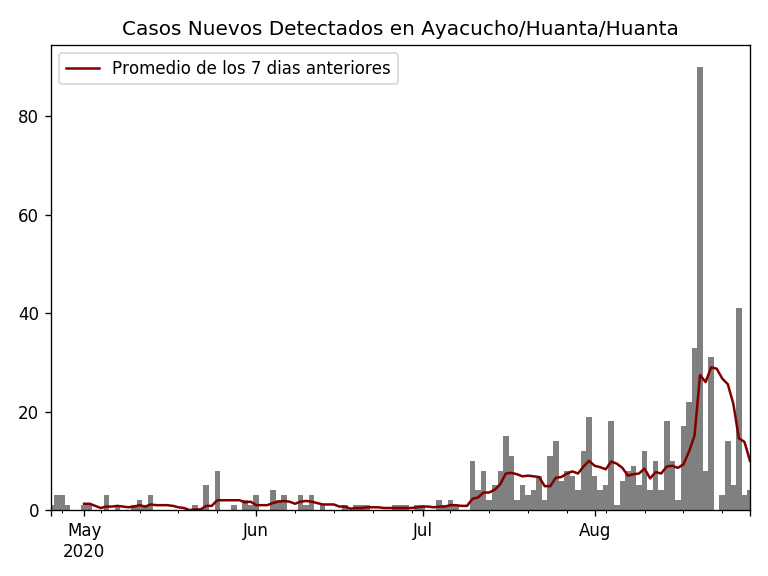 Casos Nuevos Detectados en Ayacucho/Huanta/Huanta
Promedio de los 7 dias anteriores
80
60
40
20
0
May Jun Jul Aug
2020